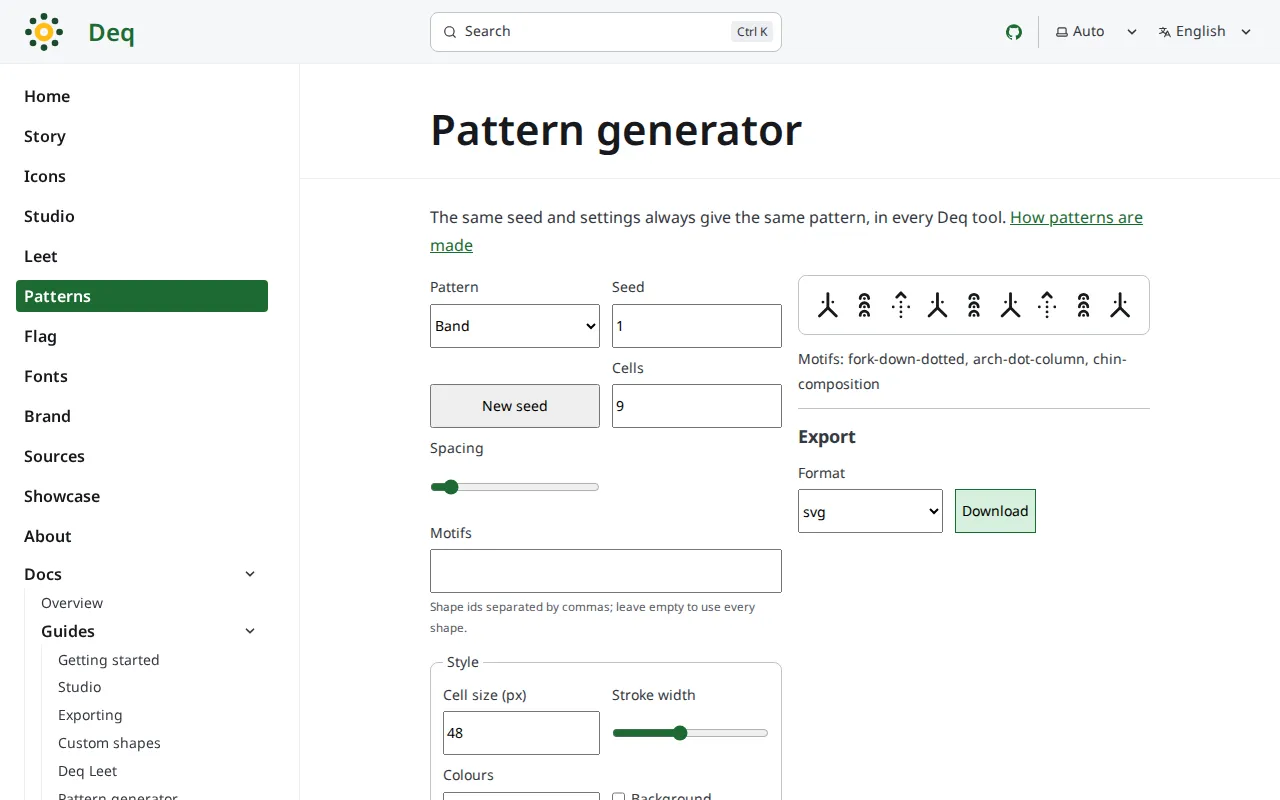 Deq
Search
Ctrl K
Auto
English
Home
Story
Icons
Studio
Leet
Patterns
Flag
Fonts
Brand
Sources
Showcase
About
Docs
Overview
Guides
Getting started
Studio
Exporting
Custom shapes
Deq Leet
Pattern generator
Pattern generator
The same seed and settings always give the same pattern, in every Deq tool. How patterns are
made
Pattern
Seed
Band
1
Cells
New seed
9
Spacing
Motifs
Shape ids separated by commas; leave empty to use every
shape.
Style
Cell size (px)
Stroke width
48
Colours
Background
Motifs: fork-down-dotted, arch-dot-column, chin-
composition
Export
Format
svg
Download